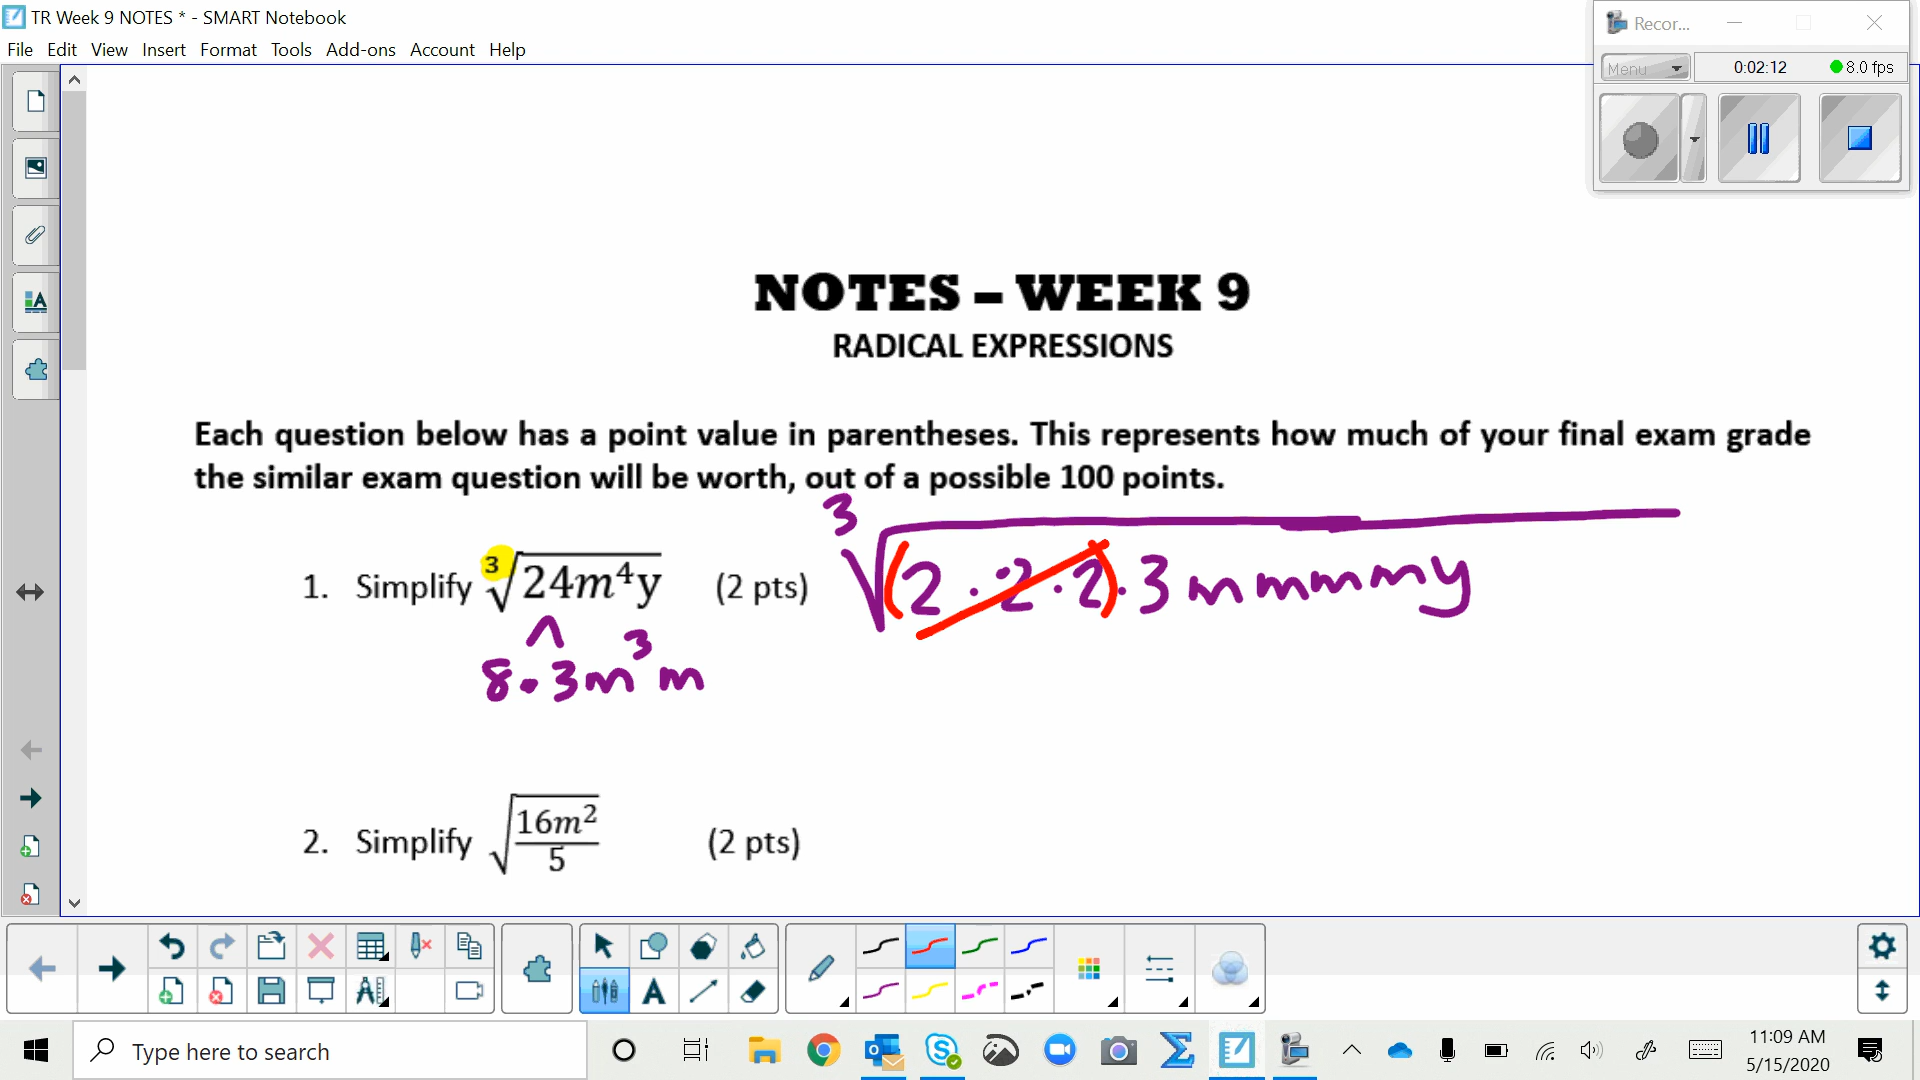 TR Week 9 NOTES * - SMART Notebook
File Edit View Insert Format Tools Add-ons Account Help
Recor...
Menu 0:02:12 8.0 fps
NOTES – WEEK 9
RADICAL EXPRESSIONS
Each question below has a point value in parentheses. This represents how much of your final exam grade
the similar exam question will be worth, out of a possible 100 points.
1. Simplify ∛(24m⁴y) (2 pts) ∛((2·2·2)·3mmmmy)
8·3m³m
2. Simplify √(16m²/5) (2 pts)
Type here to search
11:09 AM
5/15/2020